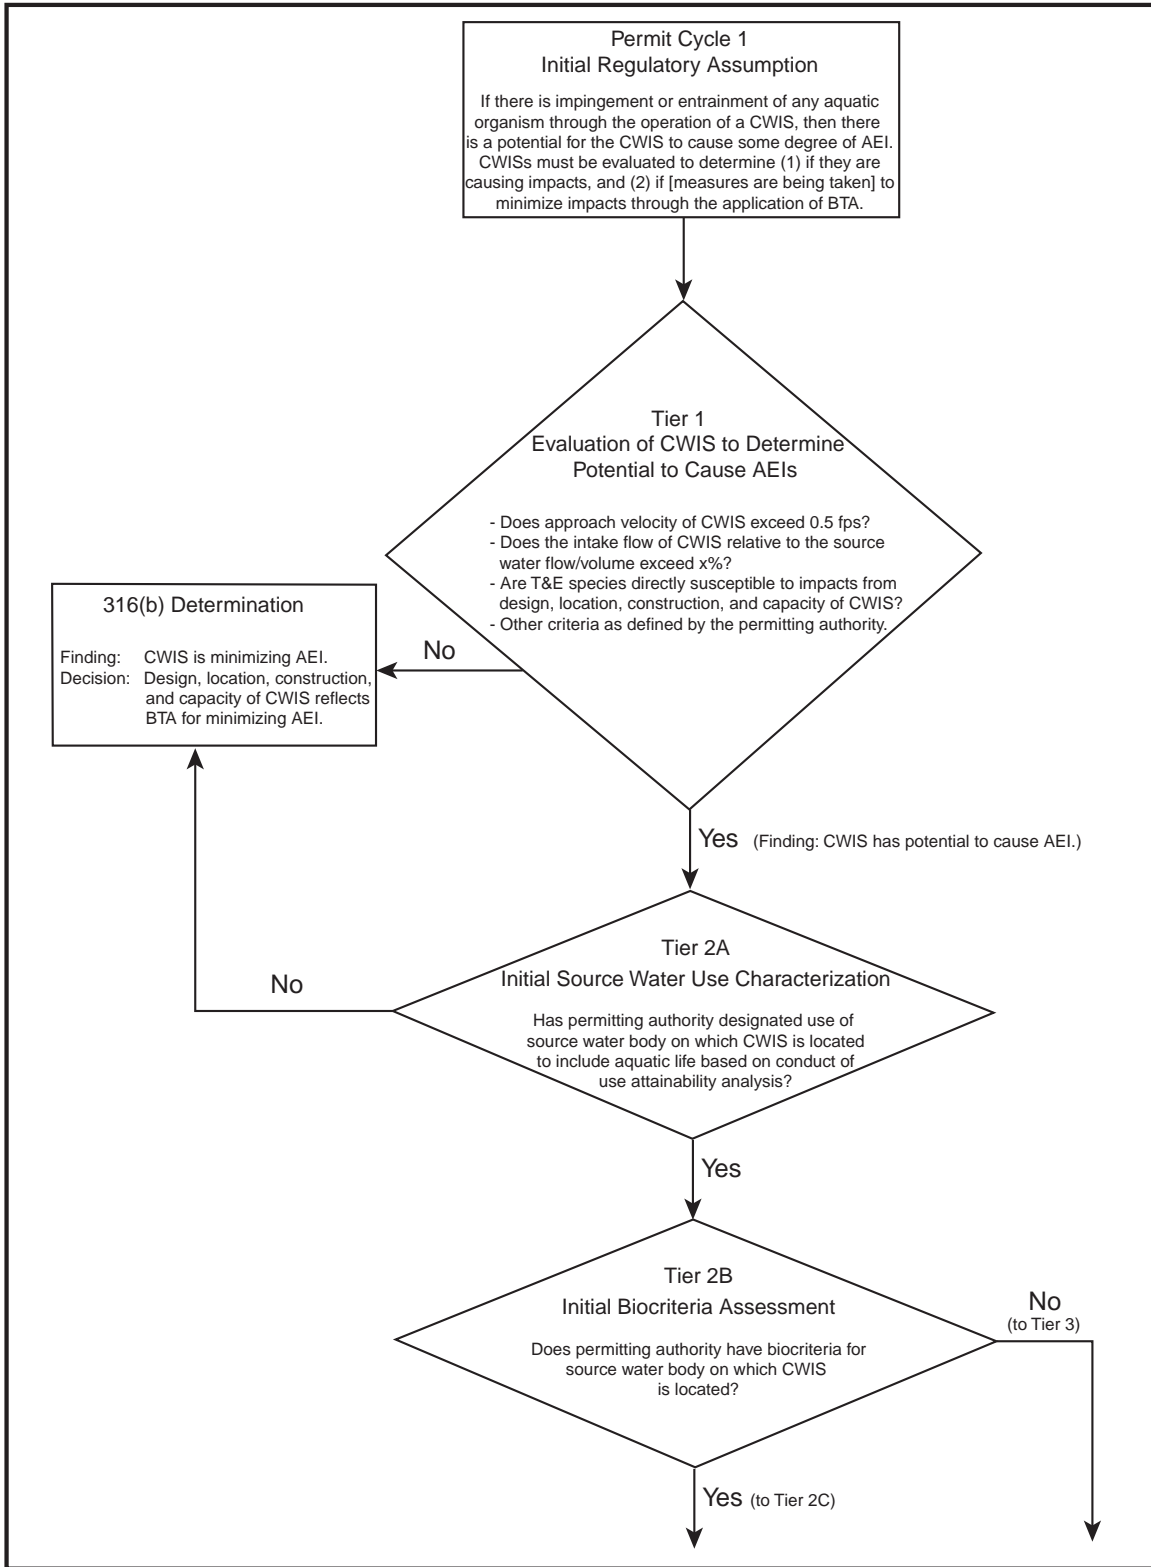 Permit Cycle 1
Initial Regulatory Assumption
If there is impingement or entrainment of any aquatic
organism through the operation of a CWIS, then there
is a potential for the CWIS to cause some degree of AEI.
CWISs must be evaluated to determine (1) if they are
causing impacts, and (2) if [measures are being taken] to
minimize impacts through the application of BTA.
Tier 1
Evaluation of CWIS to Determine
Potential to Cause AEIs
- Does approach velocity of CWIS exceed 0.5 fps?
- Does the intake flow of CWIS relative to the source
water flow/volume exceed x%?
- Are T&E species directly susceptible to impacts from
design, location, construction, and capacity of CWIS?
- Other criteria as defined by the permitting authority.
No
316(b) Determination
Finding: CWIS is minimizing AEI.
Decision: Design, location, construction,
and capacity of CWIS reflects
BTA for minimizing AEI.
Yes (Finding: CWIS has potential to cause AEI.)
Tier 2A
Initial Source Water Use Characterization
Has permitting authority designated use of
source water body on which CWIS is located
to include aquatic life based on conduct of
use attainability analysis?
No
Yes
Tier 2B
Initial Biocriteria Assessment
Does permitting authority have biocriteria for
source water body on which CWIS
is located?
No
(to Tier 3)
Yes (to Tier 2C)